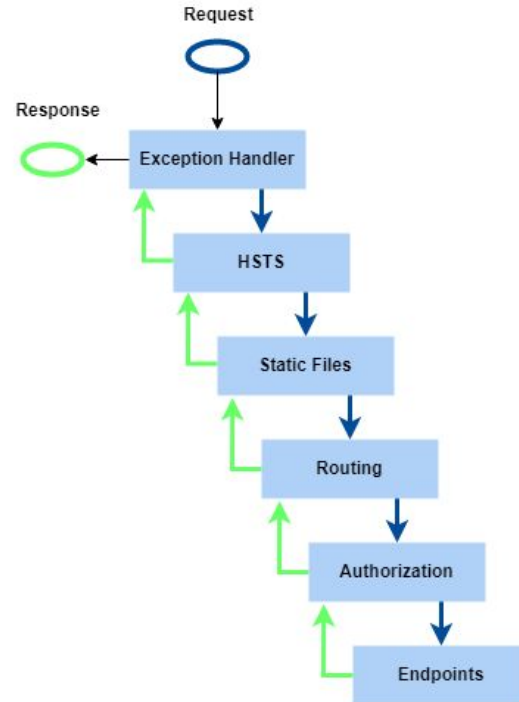 Request
Response
Exception Handler
HSTS
Static Files
Routing
Authorization
Endpoints